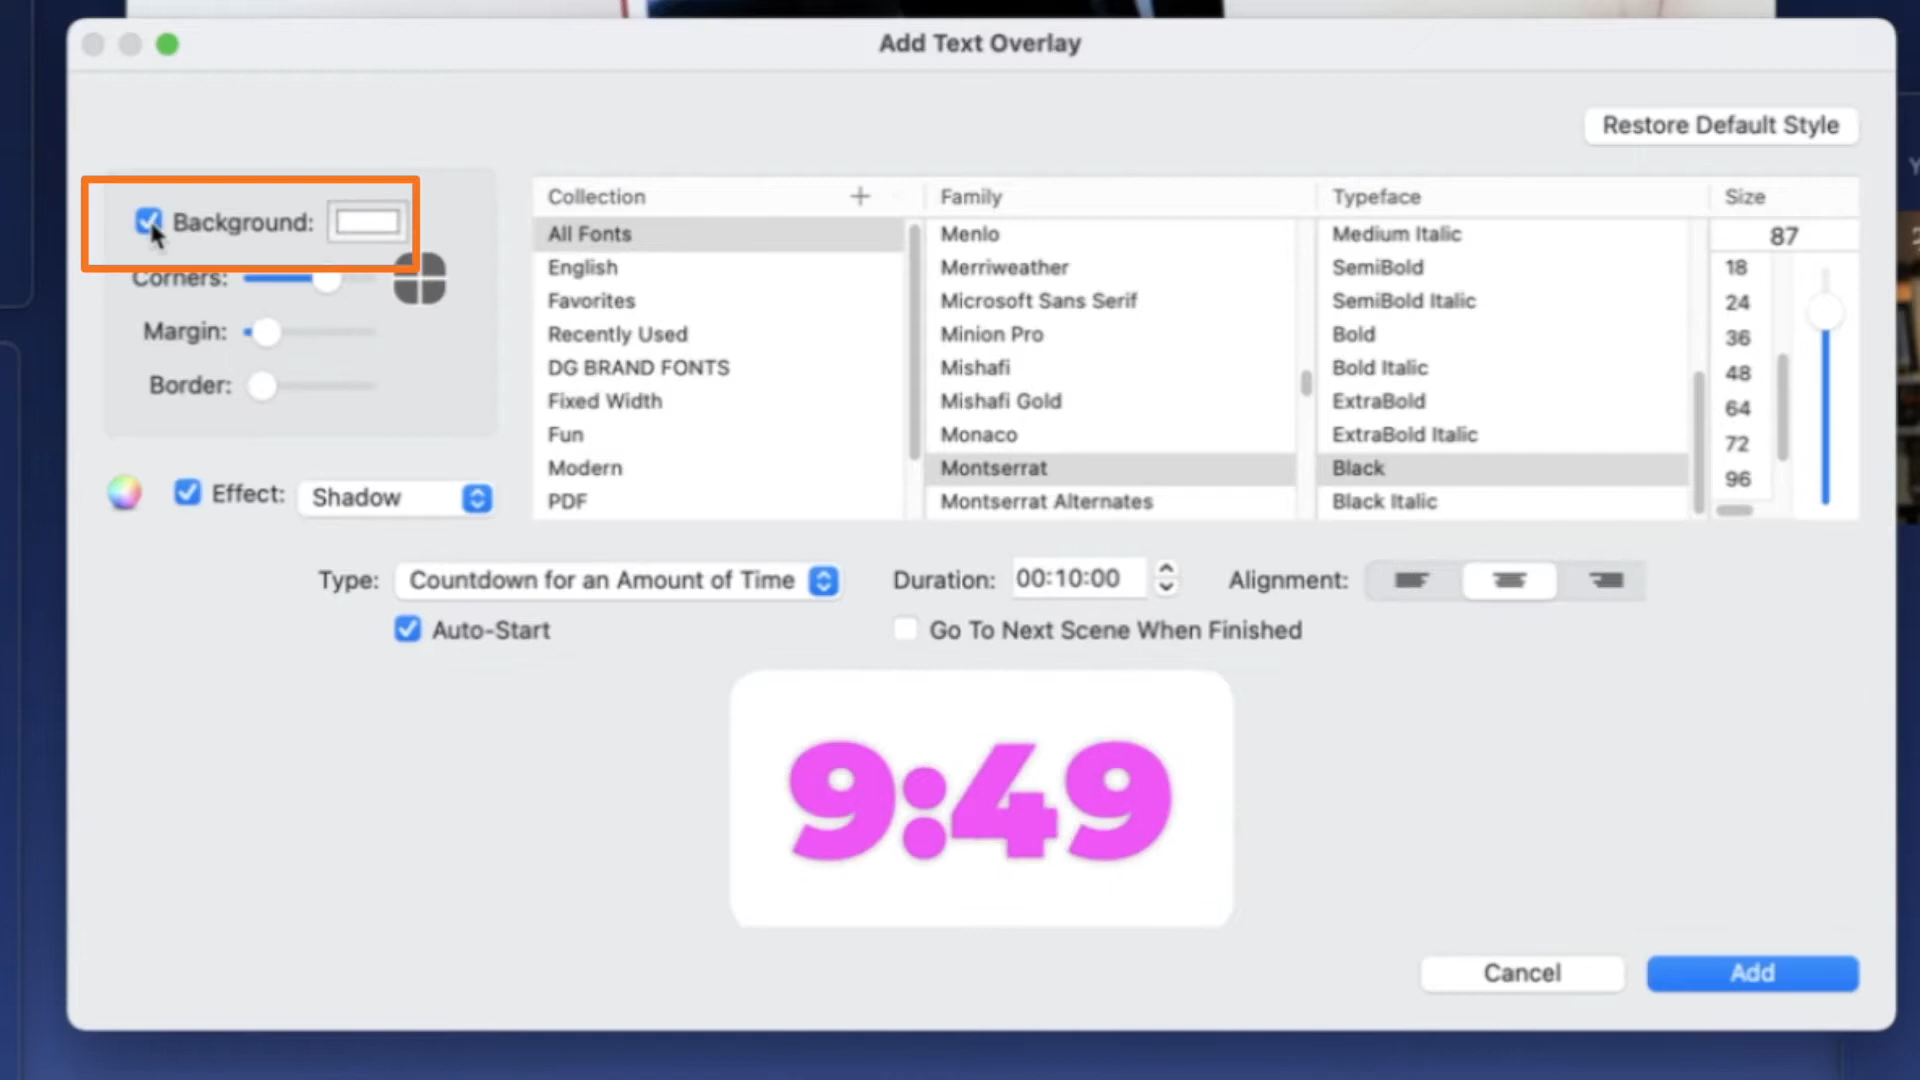 Add Text Overlay
Restore Default Style
Background:
Corners:
Margin:
Border:
Effect: Shadow
Collection +
All Fonts
English
Favorites
Recently Used
DG BRAND FONTS
Fixed Width
Fun
Modern
PDF
Family
Menlo
Merriweather
Microsoft Sans Serif
Minion Pro
Mishafi
Mishafi Gold
Monaco
Montserrat
Montserrat Alternates
Typeface
Medium Italic
SemiBold
SemiBold Italic
Bold
Bold Italic
ExtraBold
ExtraBold Italic
Black
Black Italic
Size
87
18
24
36
48
64
72
96
Type: Countdown for an Amount of Time Duration: 00:10:00 Alignment:
Auto-Start Go To Next Scene When Finished
9:49
Cancel Add